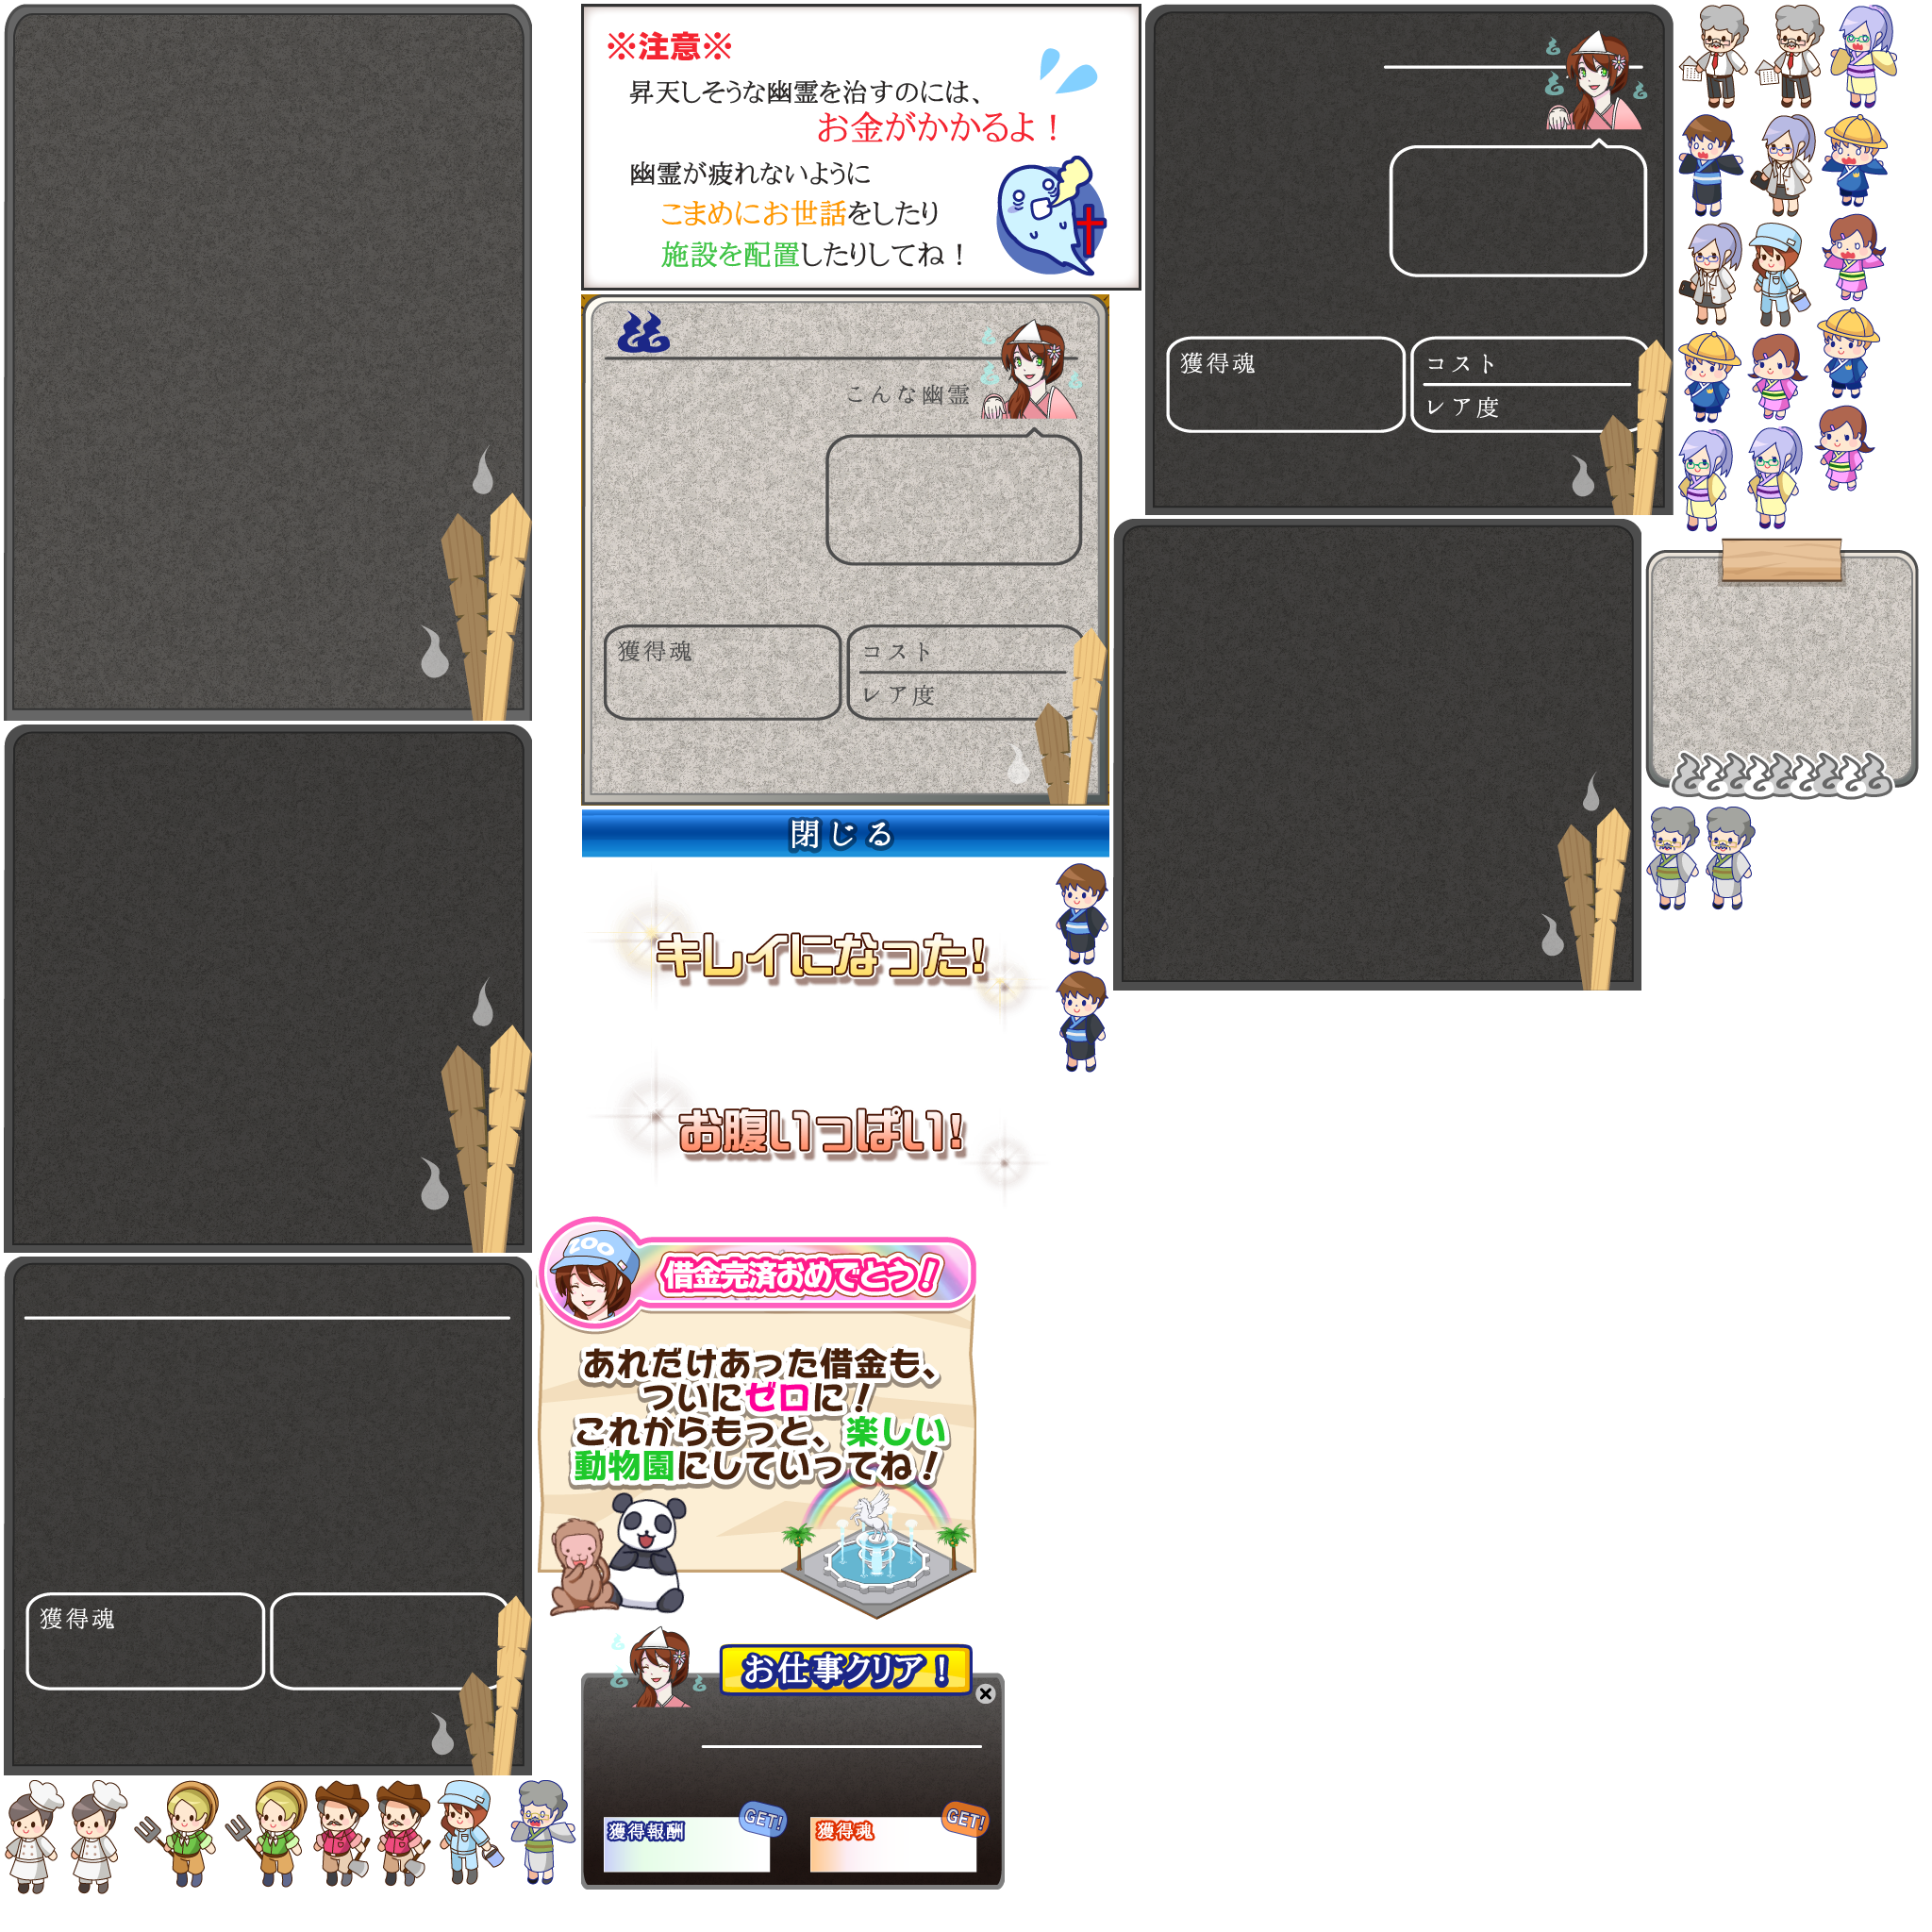 ※注意※
昇天しそうな幽霊を治すのには、
お金がかかるよ！
幽霊が疲れないように
こまめにお世話をしたり
施設を配置したりしてね！
こんな幽霊
獲得魂
コスト
レア度
閉じる
キレイになった!
お腹いっぱい!
ZOO
借金完済おめでとう！
あれだけあった借金も、
ついにゼロに！
これからもっと、楽しい
動物園にしていってね！
お仕事クリア！
獲得報酬
GET!
獲得魂
GET!
獲得魂
コスト
レア度
獲得魂